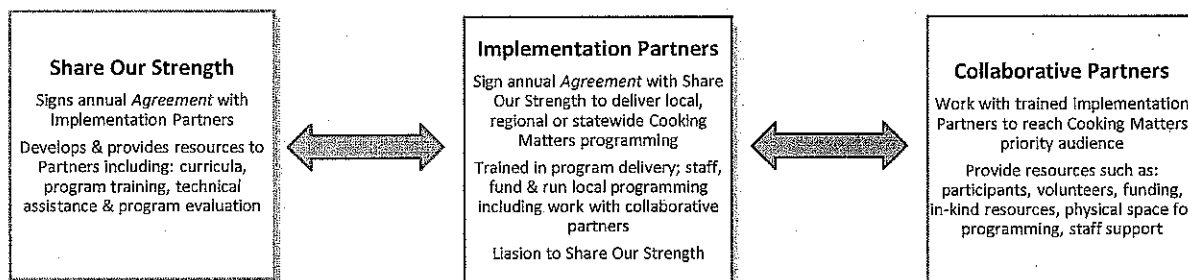 Share Our Strength
Signs annual Agreement with
Implementation Partners
Develops & provides resources to
Partners including: curricula,
program training, technical
assistance & program evaluation
Implementation Partners
Sign annual Agreement with Share
Our Strength to deliver local,
regional or statewide Cooking
Matters programming
Trained in program delivery; staff,
fund & run local programming
including work with collaborative
partners
Liasion to Share Our Strength
Collaborative Partners
Work with trained Implementation
Partners to reach Cooking Matters
priority audience
Provide resources such as:
participants, volunteers, funding,
in-kind resources, physical space fo
programming, staff support